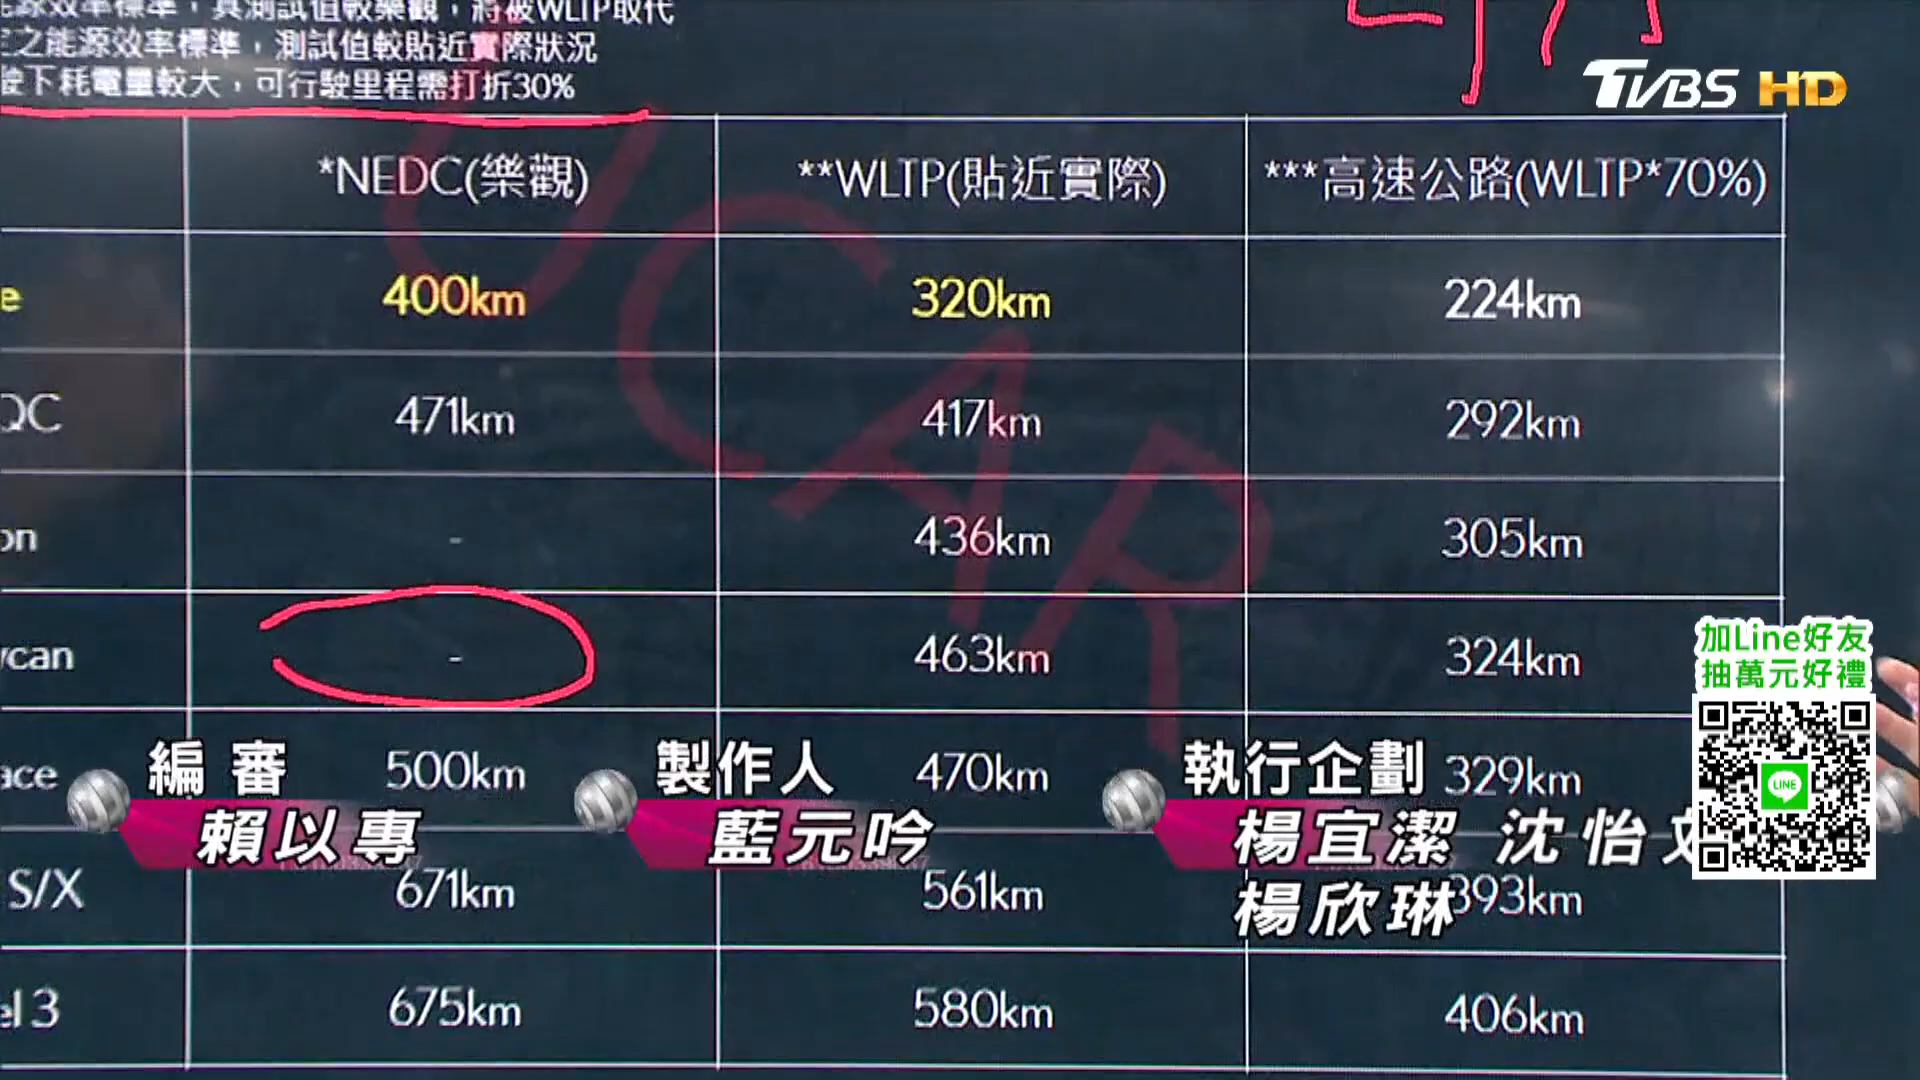 能源效率標準，其測試值較樂觀，將被WLTP取代
之能源效率標準，測試值較貼近實際狀況
駛下耗電量較大，可行駛里程需打折30%
TVBS HD
*NEDC(樂觀) **WLTP(貼近實際) ***高速公路(WLTP*70%)
e 400km 320km 224km
QC 471km 417km 292km
on - 436km 305km
ycan - 463km 324km
ace 500km 470km 329km
S/X 671km 561km 393km
el 3 675km 580km 406km
UCAR
加Line好友
抽萬元好禮
LINE
編審 製作人 執行企劃
賴以專 藍元吟 楊宜潔 沈怡文
楊欣琳